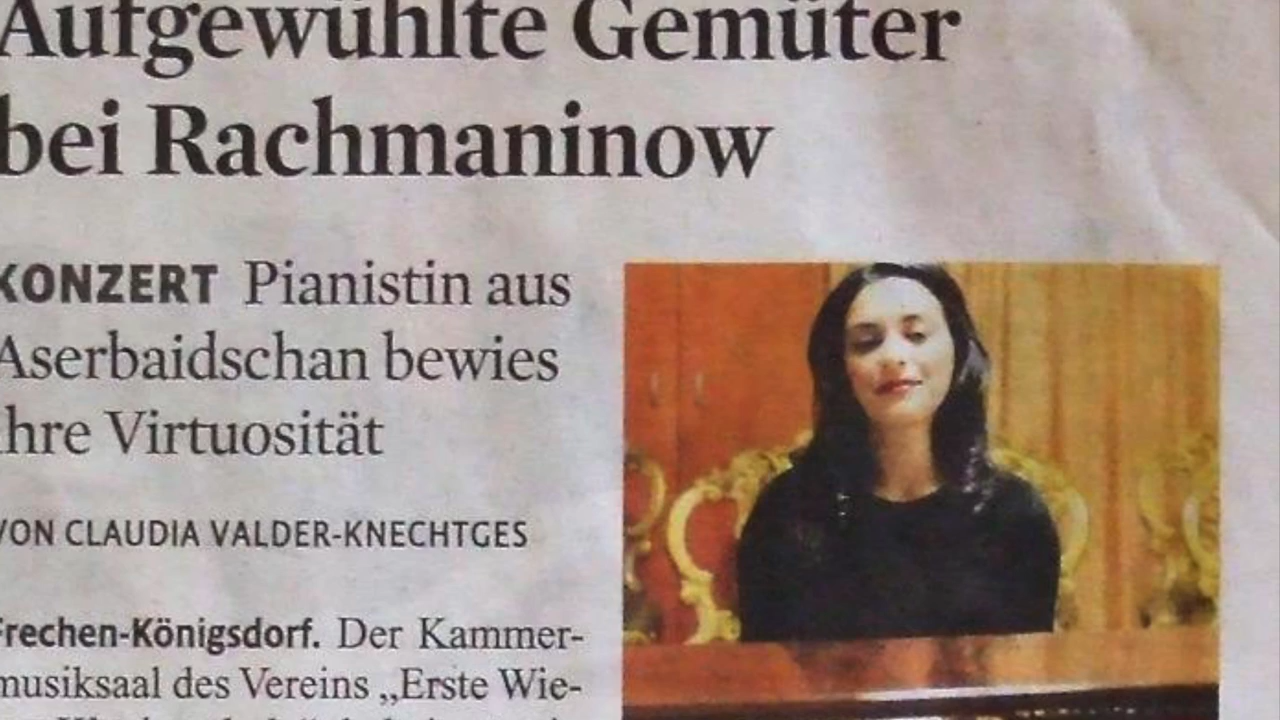 Aufgewühlte Gemüter
bei Rachmaninow
KONZERT Pianistin aus
Aserbaidschan bewies
ihre Virtuosität
VON CLAUDIA VALDER-KNECHTGES
Frechen-Königsdorf. Der Kammer-
musiksaal des Vereins „Erste Wie-